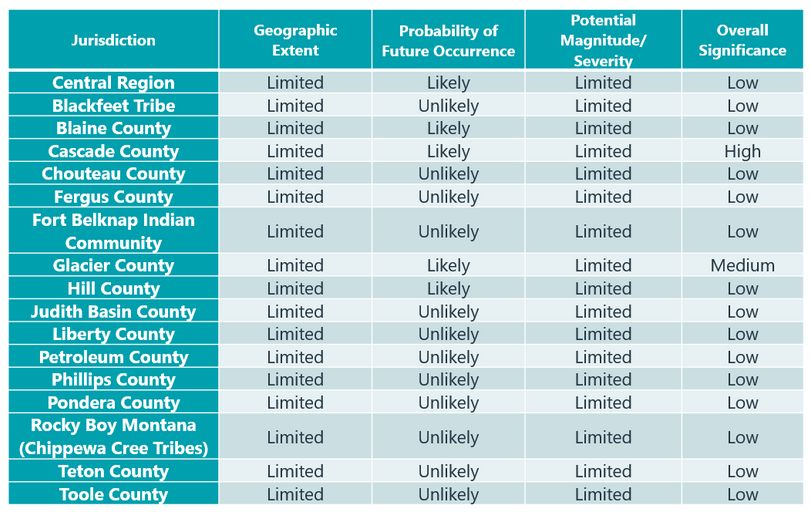 Jurisdiction Geographic Extent Probability of Future Occurrence Potential Magnitude/ Severity Overall Significance
Central Region Limited Likely Limited Low
Blackfeet Tribe Limited Unlikely Limited Low
Blaine County Limited Likely Limited Low
Cascade County Limited Likely Limited High
Chouteau County Limited Unlikely Limited Low
Fergus County Limited Unlikely Limited Low
Fort Belknap Indian Community Limited Unlikely Limited Low
Glacier County Limited Likely Limited Medium
Hill County Limited Likely Limited Low
Judith Basin County Limited Unlikely Limited Low
Liberty County Limited Unlikely Limited Low
Petroleum County Limited Unlikely Limited Low
Phillips County Limited Unlikely Limited Low
Pondera County Limited Unlikely Limited Low
Rocky Boy Montana (Chippewa Cree Tribes) Limited Unlikely Limited Low
Teton County Limited Unlikely Limited Low
Toole County Limited Unlikely Limited Low